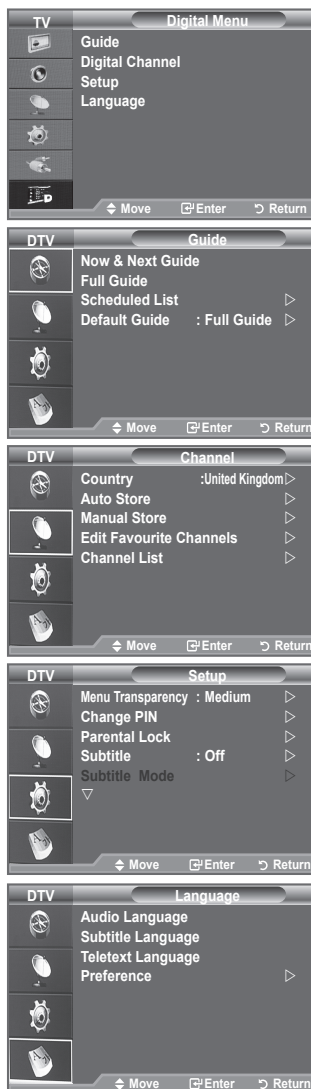 TV Digital Menu
Guide
Digital Channel
Setup
Language
Move Enter Return
DTV Guide
Now & Next Guide
Full Guide
Scheduled List
Default Guide : Full Guide
Move Enter Return
DTV Channel
Country :United Kingdom
Auto Store
Manual Store
Edit Favourite Channels
Channel List
Move Enter Return
DTV Setup
Menu Transparency : Medium
Change PIN
Parental Lock
Subtitle : Off
Subtitle Mode
Move Enter Return
DTV Language
Audio Language
Subtitle Language
Teletext Language
Preference
Move Enter Return